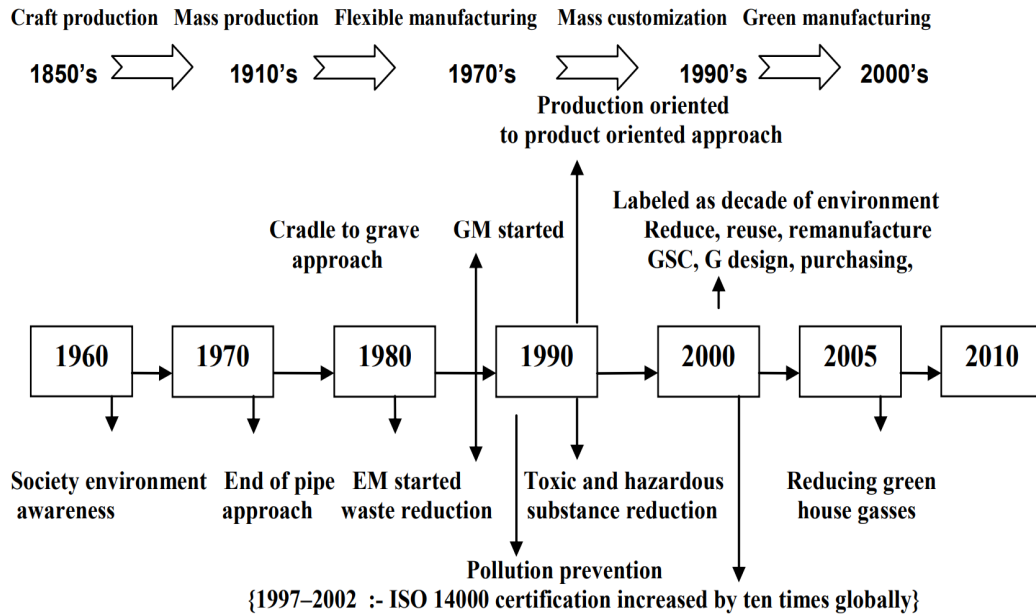 Craft production Mass production Flexible manufacturing Mass customization Green manufacturing
1850's 1910's 1970's 1990's 2000's
Production oriented
to product oriented approach
Labeled as decade of environment
Reduce, reuse, remanufacture
GSC, G design, purchasing,
Cradle to grave
approach
GM started
1960 1970 1980 1990 2000 2005 2010
Society environment
awareness
End of pipe
approach
EM started
waste reduction
Toxic and hazardous
substance reduction
Reducing green
house gasses
Pollution prevention
{1997–2002 :- ISO 14000 certification increased by ten times globally}